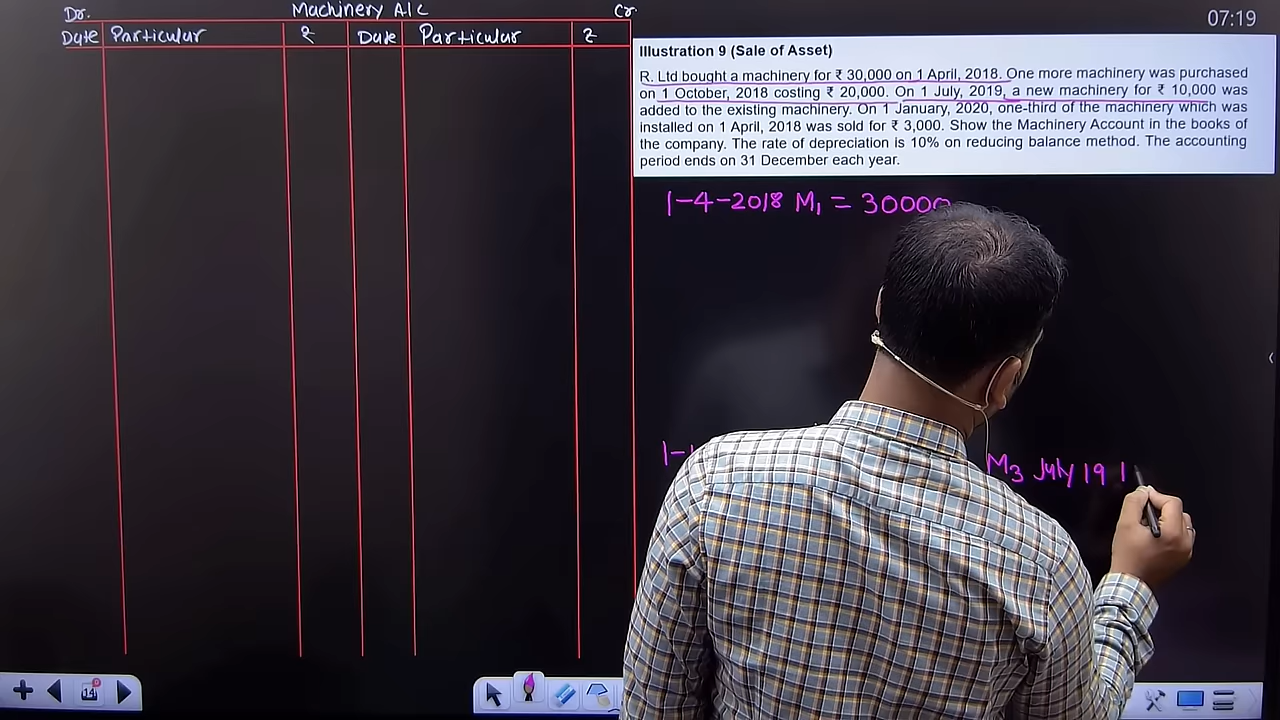 Dr. Machinery A/c Cr.
Date Particular ₹ Date Particular ₹
07:19
Illustration 9 (Sale of Asset)
R. Ltd bought a machinery for ₹ 30,000 on 1 April, 2018. One more machinery was purchased
on 1 October, 2018 costing ₹ 20,000. On 1 July, 2019, a new machinery for ₹ 10,000 was
added to the existing machinery. On 1 January, 2020, one-third of the machinery which was
installed on 1 April, 2018 was sold for ₹ 3,000. Show the Machinery Account in the books of
the company. The rate of depreciation is 10% on reducing balance method. The accounting
period ends on 31 December each year.
1-4-2018 M1 = 30000
1-
M3 July 19 1
14